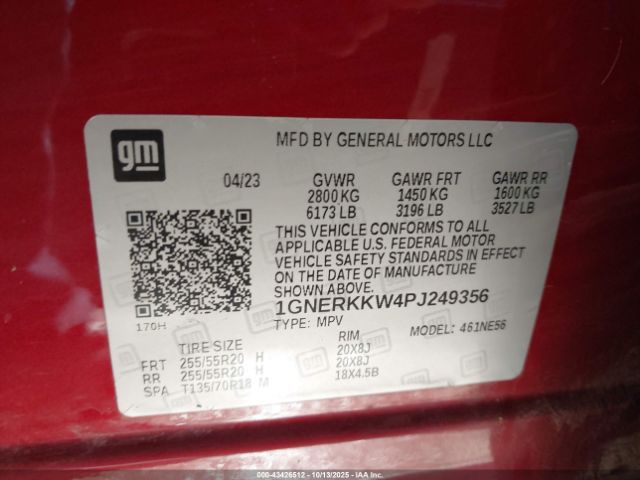 gm
MFD BY GENERAL MOTORS LLC
04/23 GVWR GAWR FRT GAWR RR
2800 KG 1450 KG 1600 KG
6173 LB 3196 LB 3527 LB
THIS VEHICLE CONFORMS TO ALL
APPLICABLE U.S. FEDERAL MOTOR
VEHICLE SAFETY STANDARDS IN EFFECT
ON THE DATE OF MANUFACTURE
SHOWN ABOVE.
1GNERKKW4PJ249356
170H
TYPE: MPV MODEL: 461NE56
TIRE SIZE RIM
FRT 255/55R20 H 20X8J
RR 255/55R20 H 20X8J
SPA T135/70R18 M 18X4.5B
© 2000-43426512 | 10/13/2025 | IAA Inc.